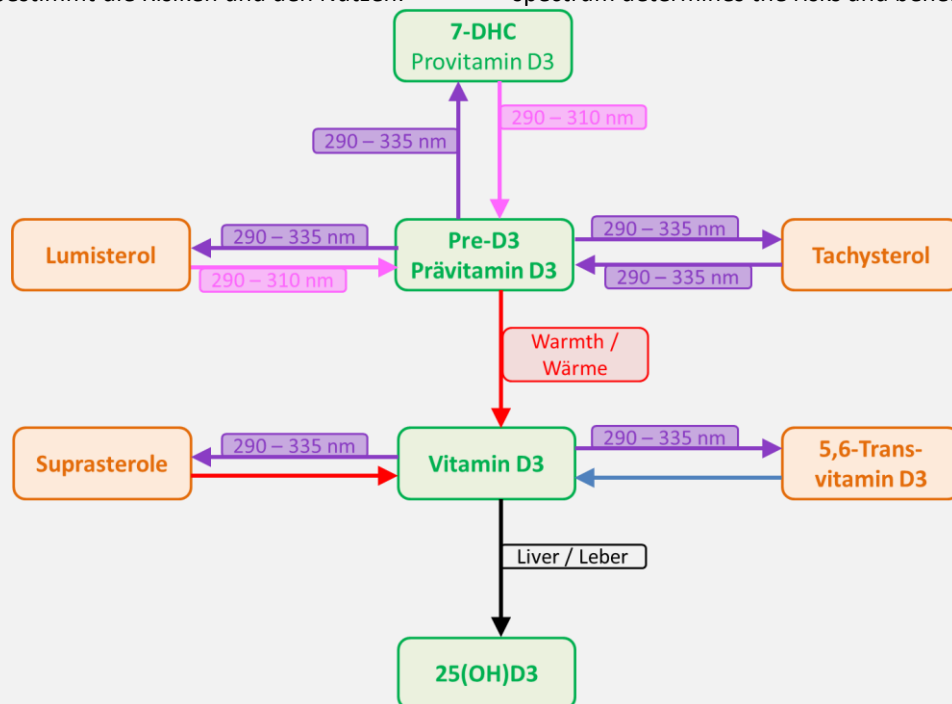 7-DHC
Provitamin D3
290 – 310 nm
290 – 335 nm
Lumisterol
290 – 335 nm
290 – 310 nm
Pre-D3
Prävitamin D3
290 – 335 nm
290 – 335 nm
Tachysterol
Warmth /
Wärme
Suprasterole
290 – 335 nm
Vitamin D3
290 – 335 nm
5,6-Trans-
vitamin D3
Liver / Leber
25(OH)D3